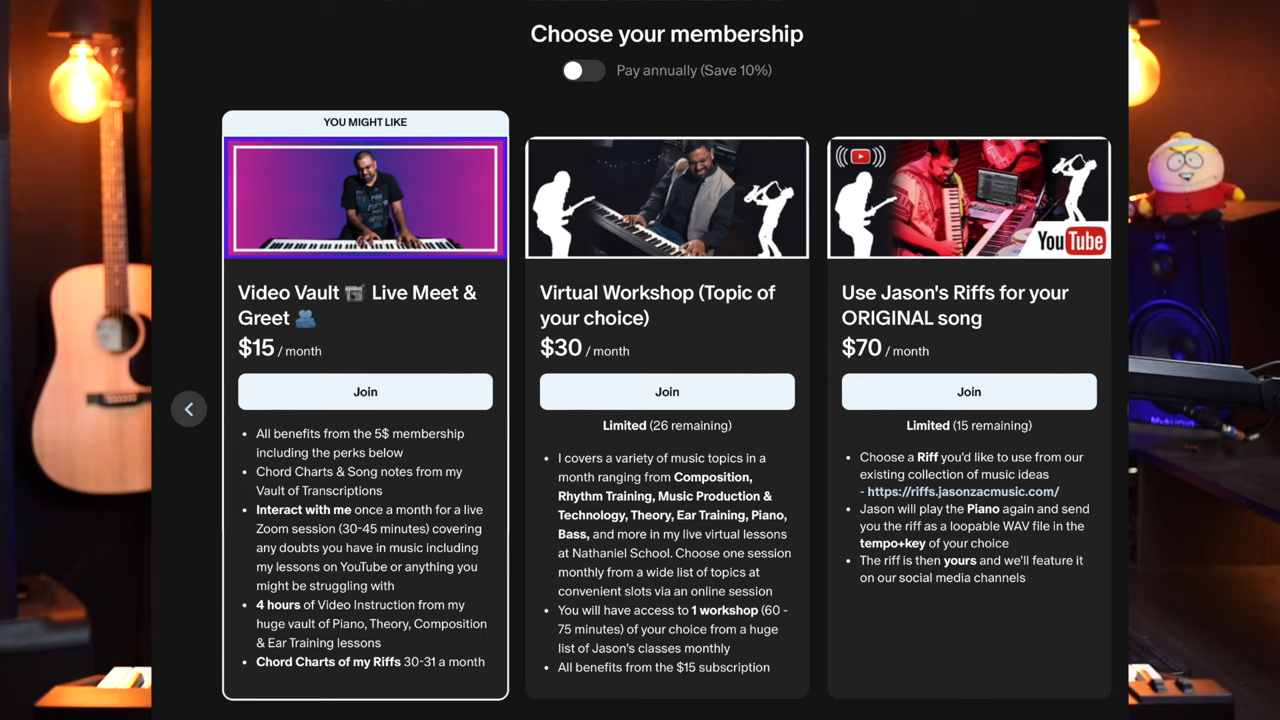 Choose your membership
Pay annually (Save 10%)
YOU MIGHT LIKE
Video Vault Live Meet &
Greet
$15 / month
Join
All benefits from the 5$ membership
including the perks below
Chord Charts & Song notes from my
Vault of Transcriptions
Interact with me once a month for a live
Zoom session (30-45 minutes) covering
any doubts you have in music including
my lessons on YouTube or anything you
might be struggling with
4 hours of Video Instruction from my
huge vault of Piano, Theory, Composition
& Ear Training lessons
Chord Charts of my Riffs 30-31 a month
Virtual Workshop (Topic of
your choice)
$30 / month
Join
Limited (26 remaining)
I covers a variety of music topics in a
month ranging from Composition,
Rhythm Training, Music Production &
Technology, Theory, Ear Training, Piano,
Bass, and more in my live virtual lessons
at Nathaniel School. Choose one session
monthly from a wide list of topics at
convenient slots via an online session
You will have access to 1 workshop (60 -
75 minutes) of your choice from a huge
list of Jason's classes monthly
All benefits from the $15 subscription
YouTube
Use Jason's Riffs for your
ORIGINAL song
$70 / month
Join
Limited (15 remaining)
Choose a Riff you'd like to use from our
existing collection of music ideas
- https://riffs.jasonzacmusic.com/
Jason will play the Piano again and send
you the riff as a loopable WAV file in the
tempo+key of your choice
The riff is then yours and we'll feature it
on our social media channels
M-AUDIO